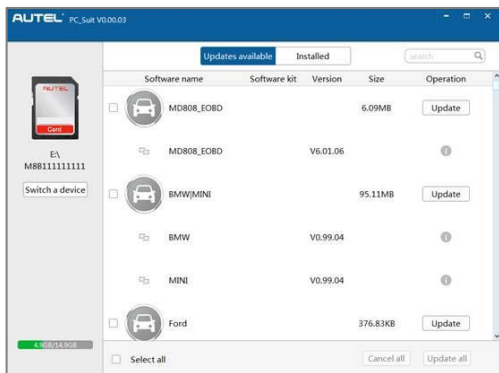 AUTEL PC_Suit V0.00.03
Updates available Installed search
AUTEL
Card
E:\
M8B111111111
Switch a device
4.9GB/14.9GB
Software name Software kit Version Size Operation
MD808_EOBD 6.09MB Update
MD808_EOBD V6.01.06
BMW|MINI 95.11MB Update
BMW V0.99.04
MINI V0.99.04
Ford 376.83KB Update
Select all Cancel all Update all